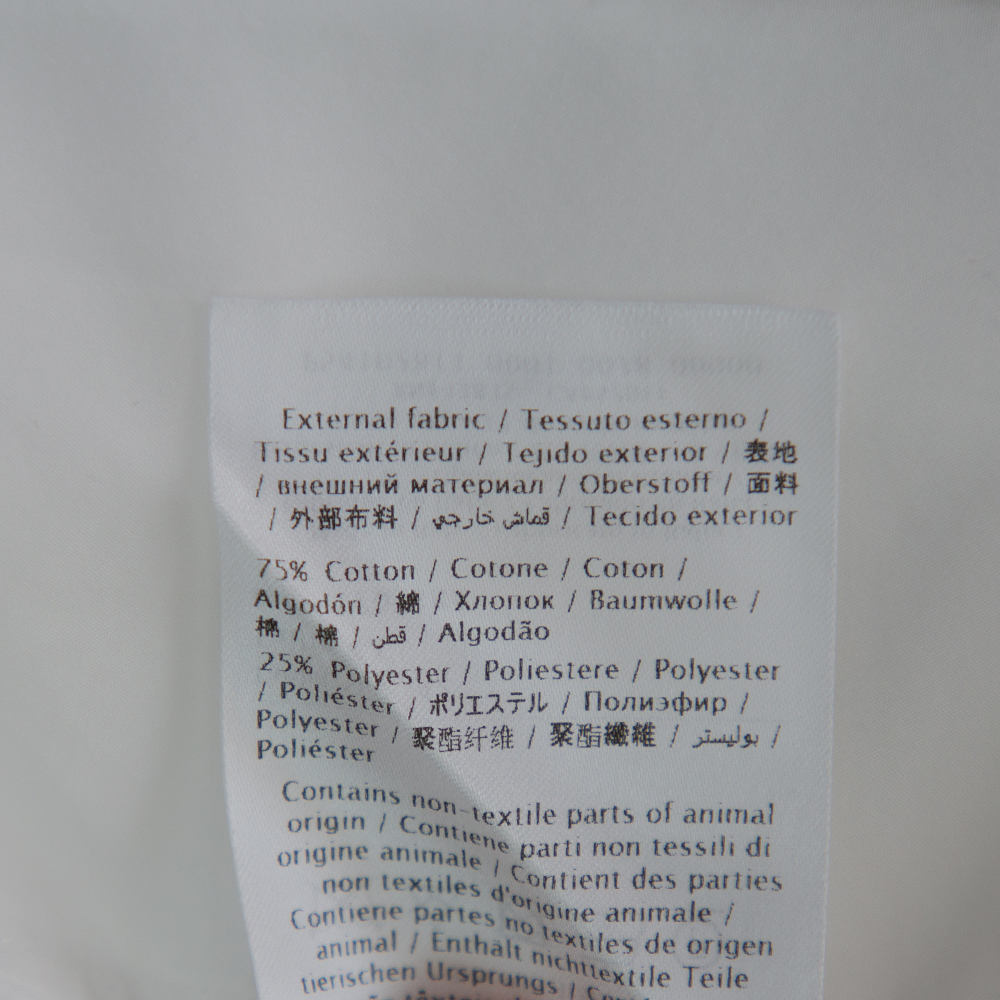 External fabric / Tessuto esterno /
Tissu extérieur / Tejido exterior / 表地
/ внешний материал / Oberstoff / 面料
/ 外部布料 / قماش خارجي / Tecido exterior
75% Cotton / Cotone / Coton /
Algodón / 綿 / Хлопок / Baumwolle /
棉 / 棉 / قطن / Algodão
25% Polyester / Poliestere / Polyester
/ Poliéster / ポリエステル / Полиэфир /
Polyester / 聚酯纤维 / 聚酯纖維 / بوليستر /
Poliéster
Contains non-textile parts of animal
origin / Contiene parti non tessili di
origine animale / Contient des parties
non textiles d'origine animale /
Contiene partes no textiles de origen
animal / Enthält nichttextile Teile
tierischen Ursprungs /